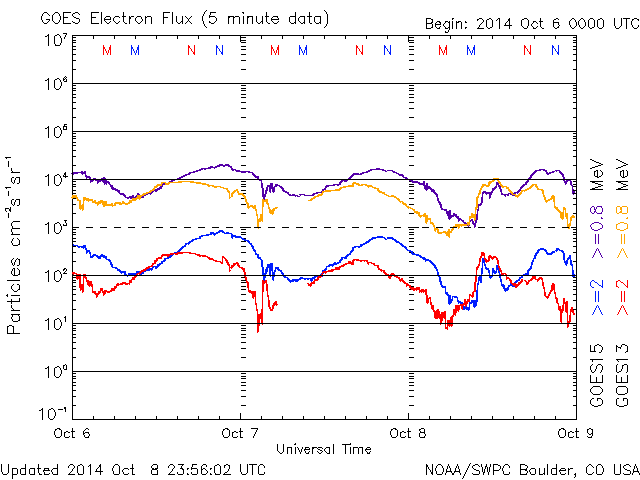 GOES Electron Flux (5 minute data)
Begin: 2014 Oct 6 0000 UTC
M M N N M M N N M M N N
10^7
10^6
10^5
10^4
10^3
10^2
10^1
10^0
10^-1
Particles cm^-2s^-1sr^-1
Oct 6 Oct 7 Oct 8 Oct 9
Universal Time
GOES15 >=2 >=0.8 MeV
GOES13 >=2 >=0.8 MeV
Updated 2014 Oct 8 23:56:02 UTC
NOAA/SWPC Boulder, CO USA